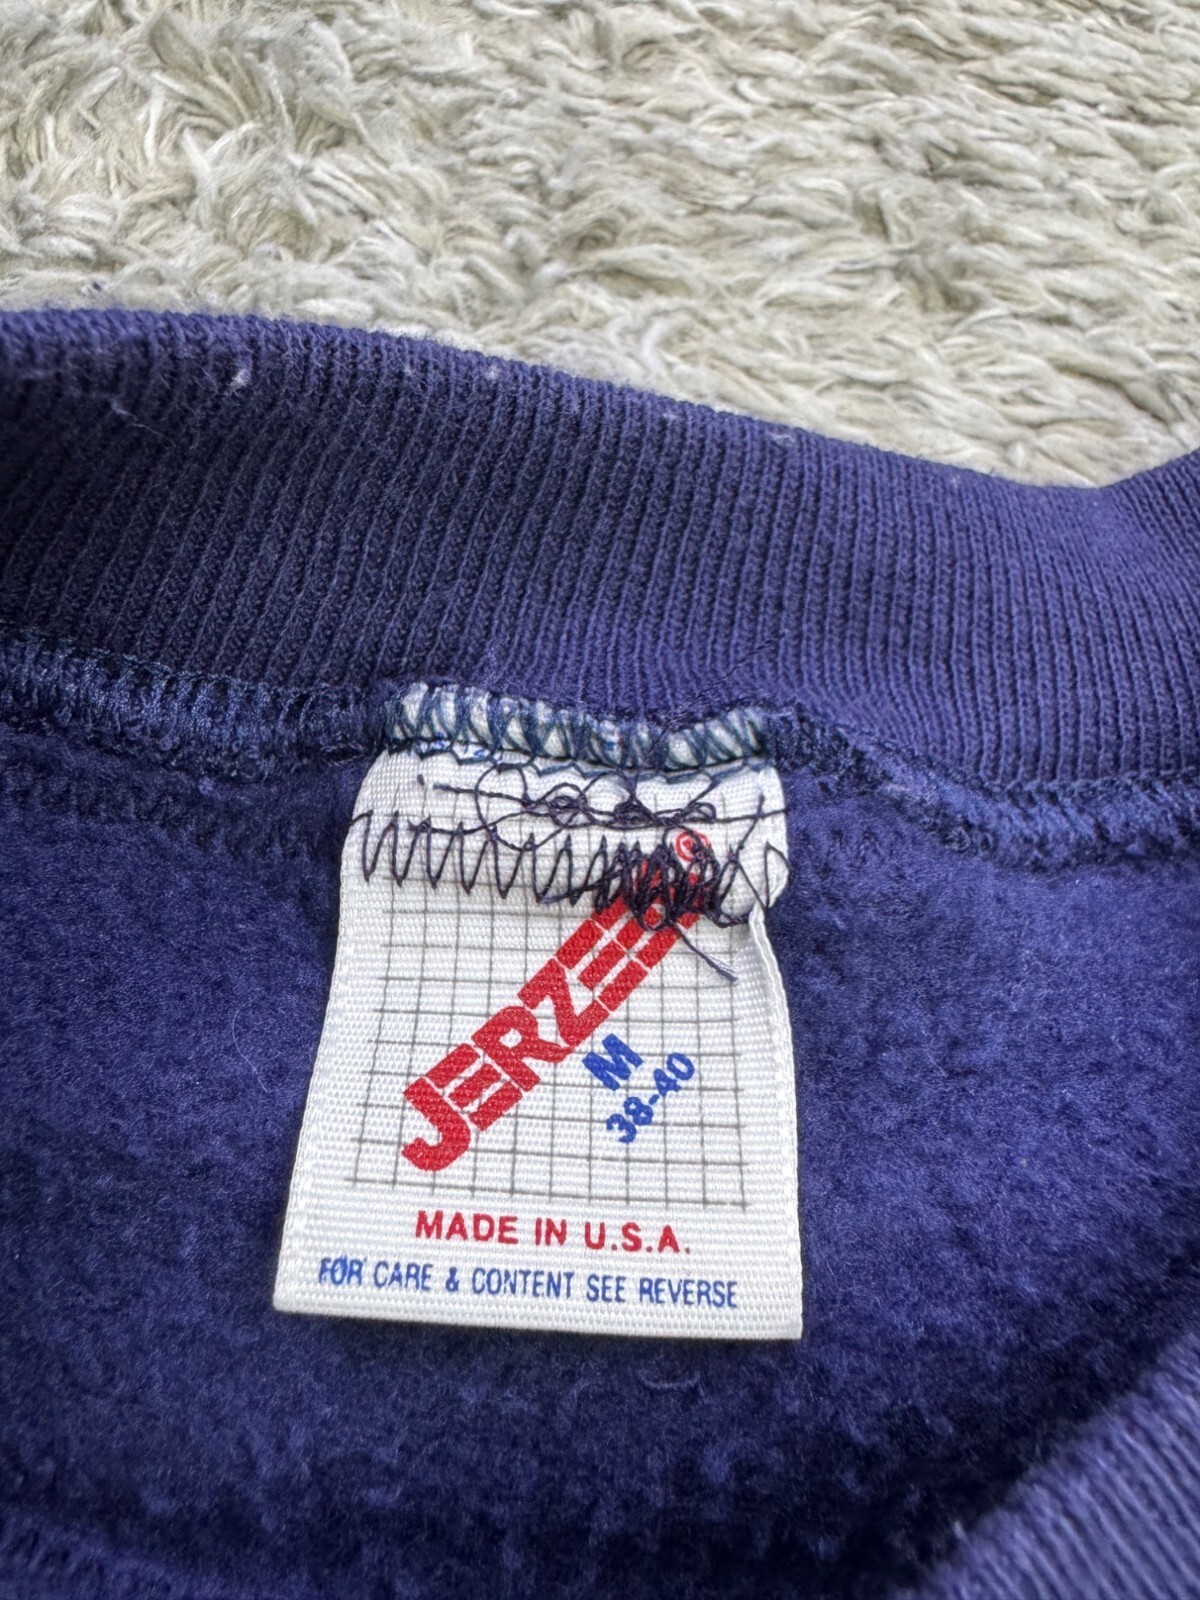 ®
JERZEES
M
38-40
MADE IN U.S.A.
FOR CARE & CONTENT SEE REVERSE